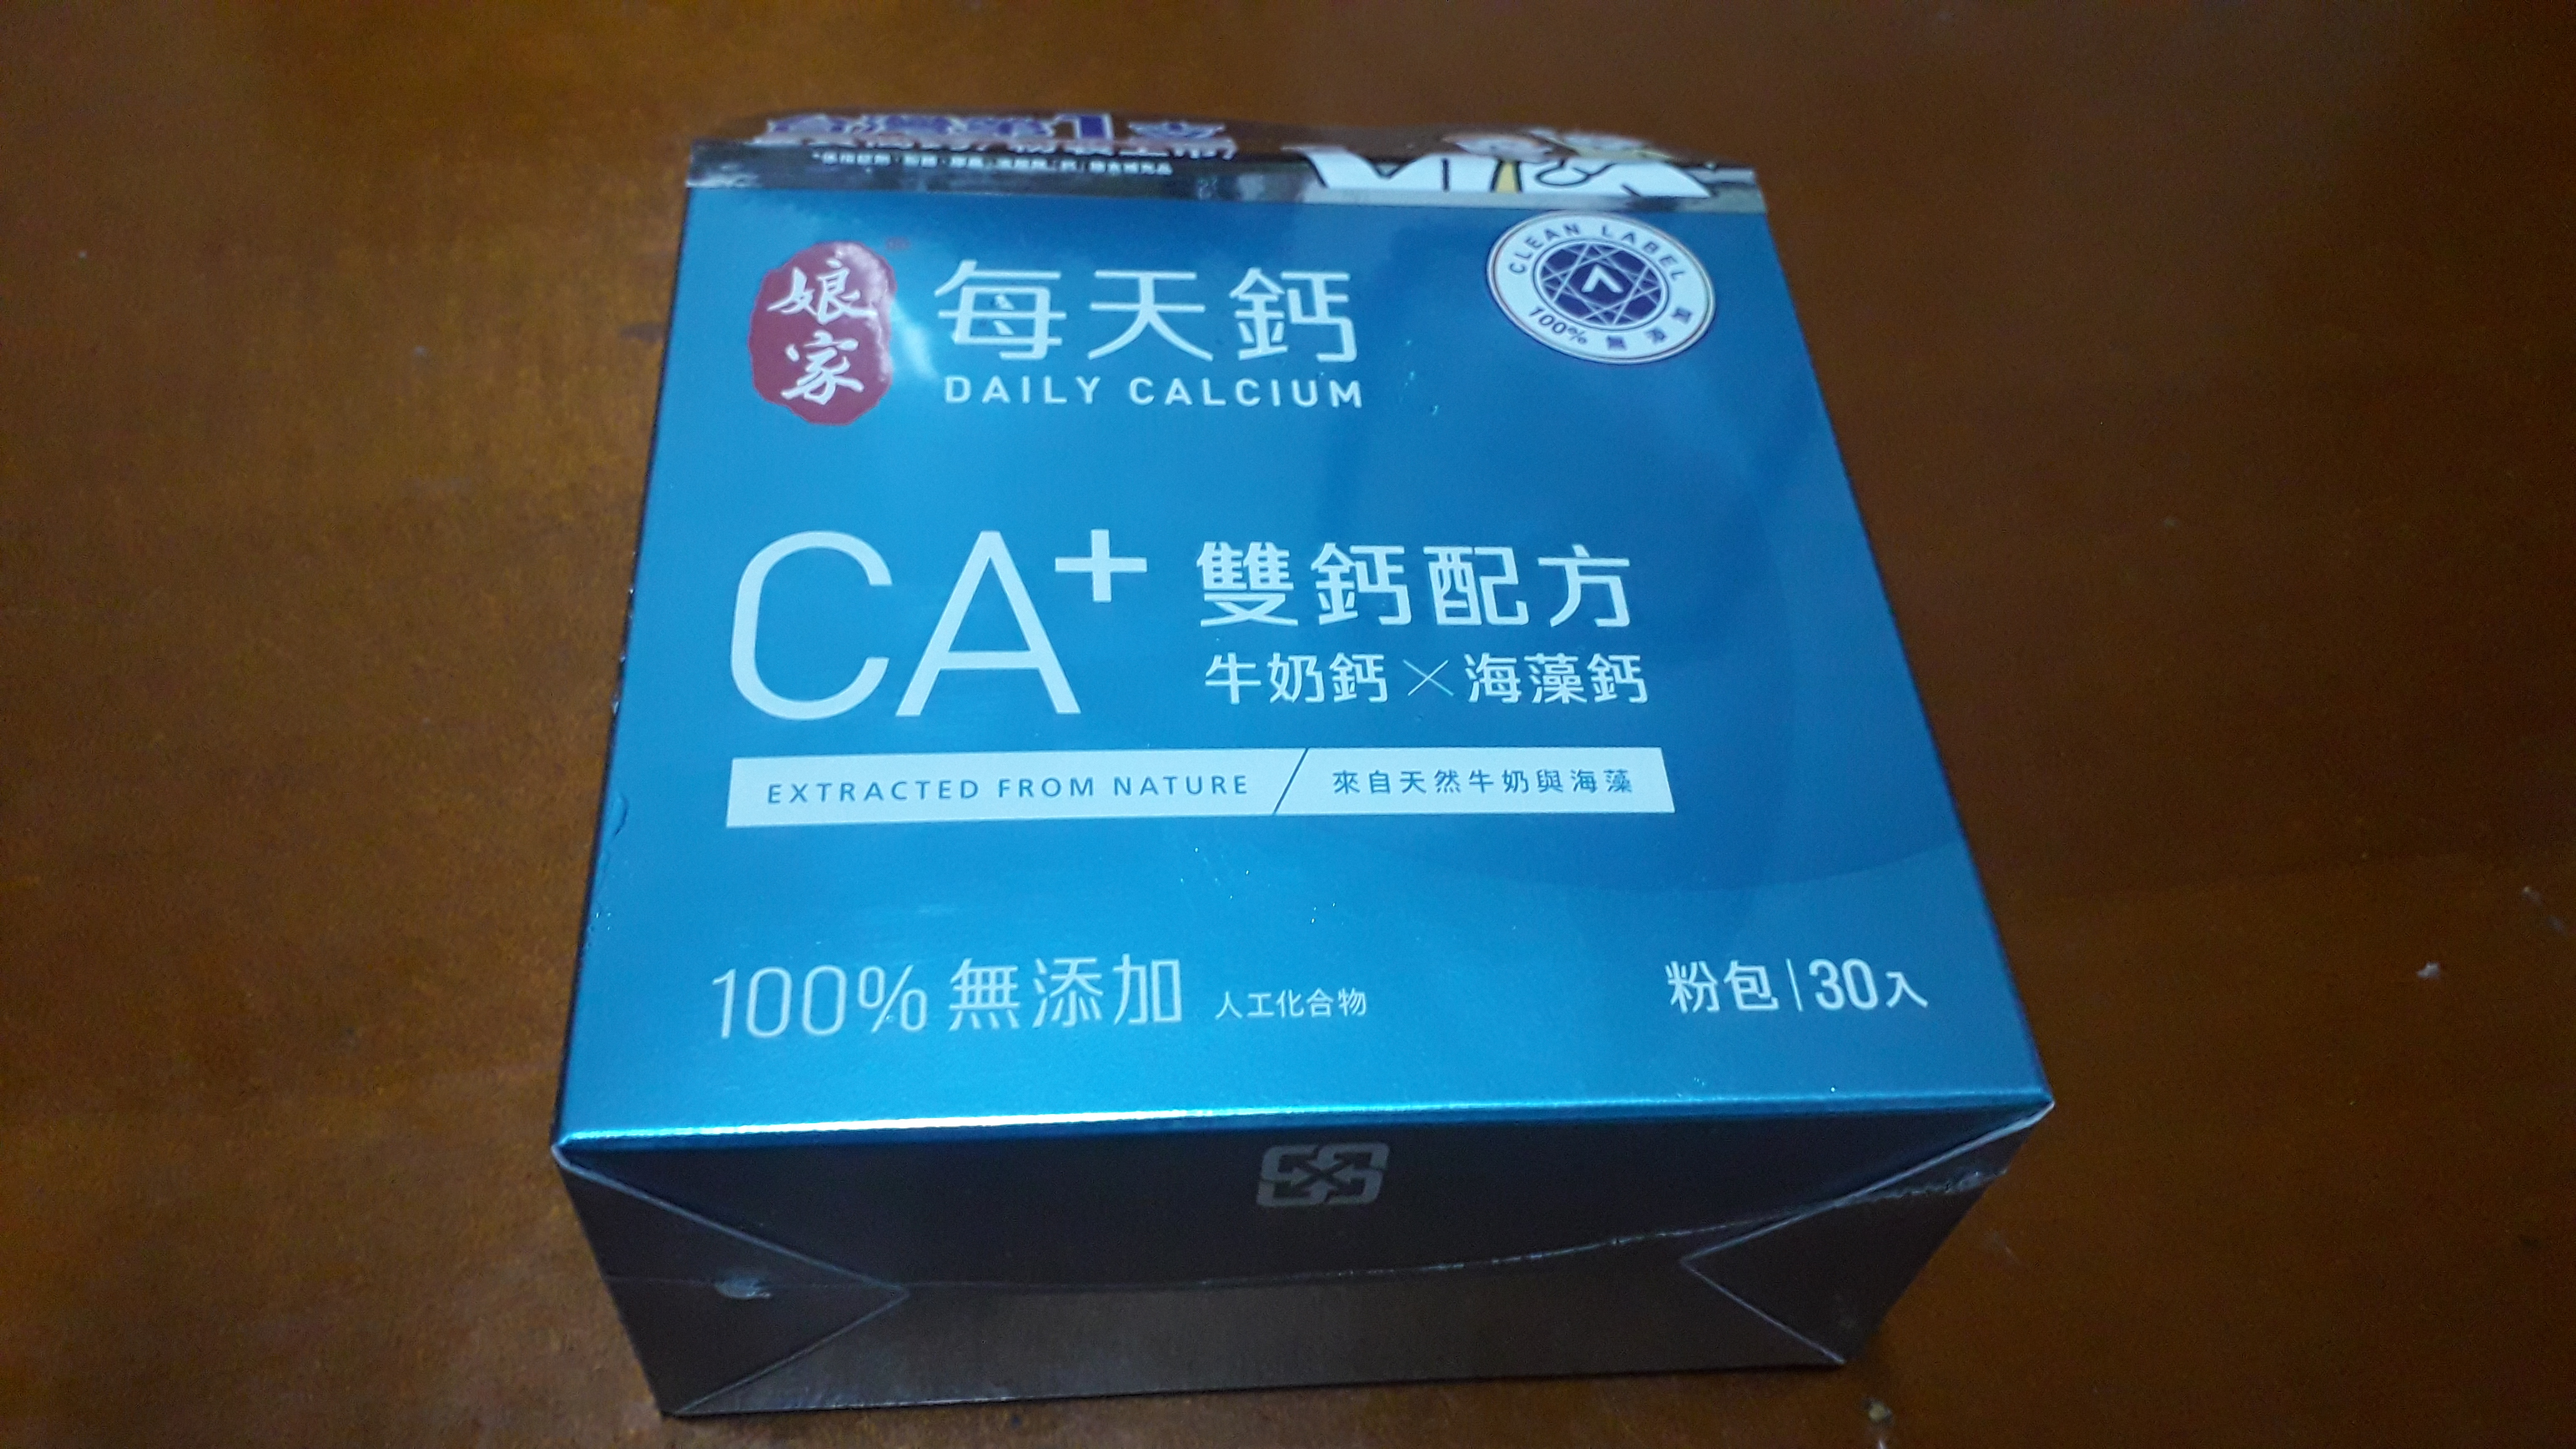 娘家
每天鈣
DAILY CALCIUM
CLEAN LABEL
100% 無
CA+ 雙鈣配方
牛奶鈣×海藻鈣
EXTRACTED FROM NATURE / 來自天然牛奶與海藻
100% 無添加 人工化合物
粉包|30入